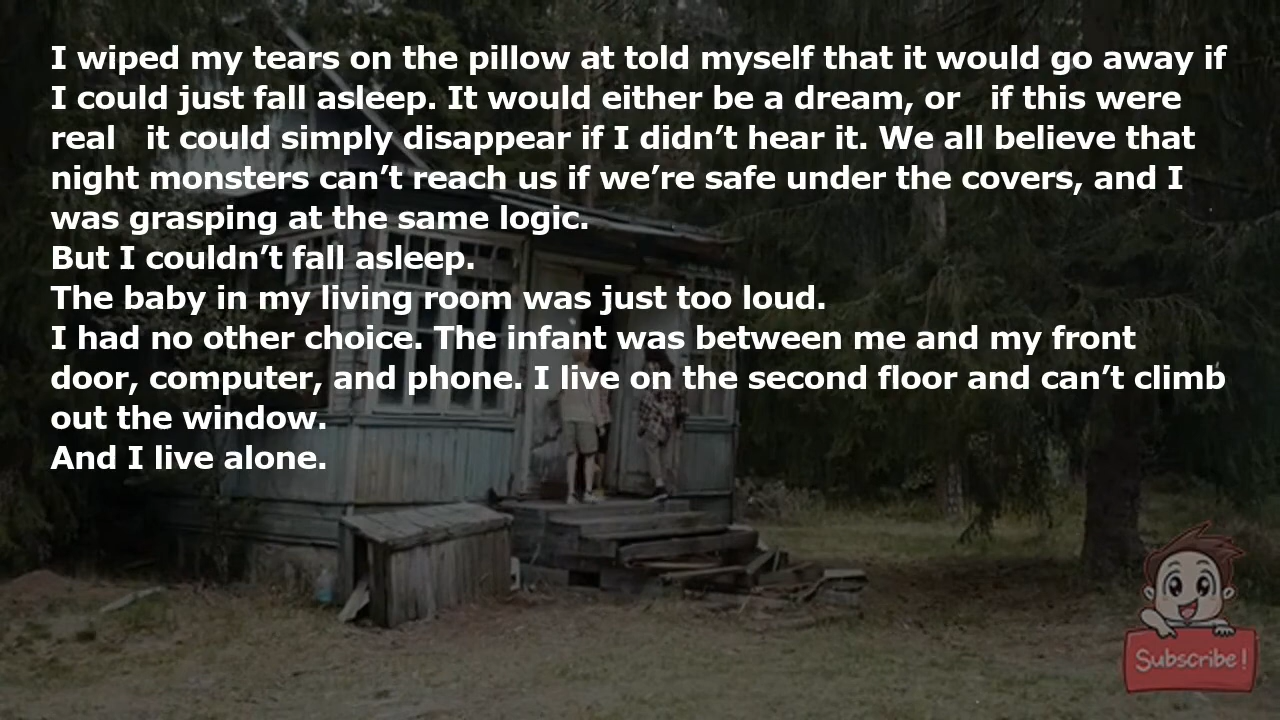 I wiped my tears on the pillow at told myself that it would go away if
I could just fall asleep. It would either be a dream, or   if this were
real   it could simply disappear if I didn’t hear it. We all believe that
night monsters can’t reach us if we’re safe under the covers, and I
was grasping at the same logic.
But I couldn’t fall asleep.
The baby in my living room was just too loud.
I had no other choice. The infant was between me and my front
door, computer, and phone. I live on the second floor and can’t climb
out the window.
And I live alone.
Subscribe!